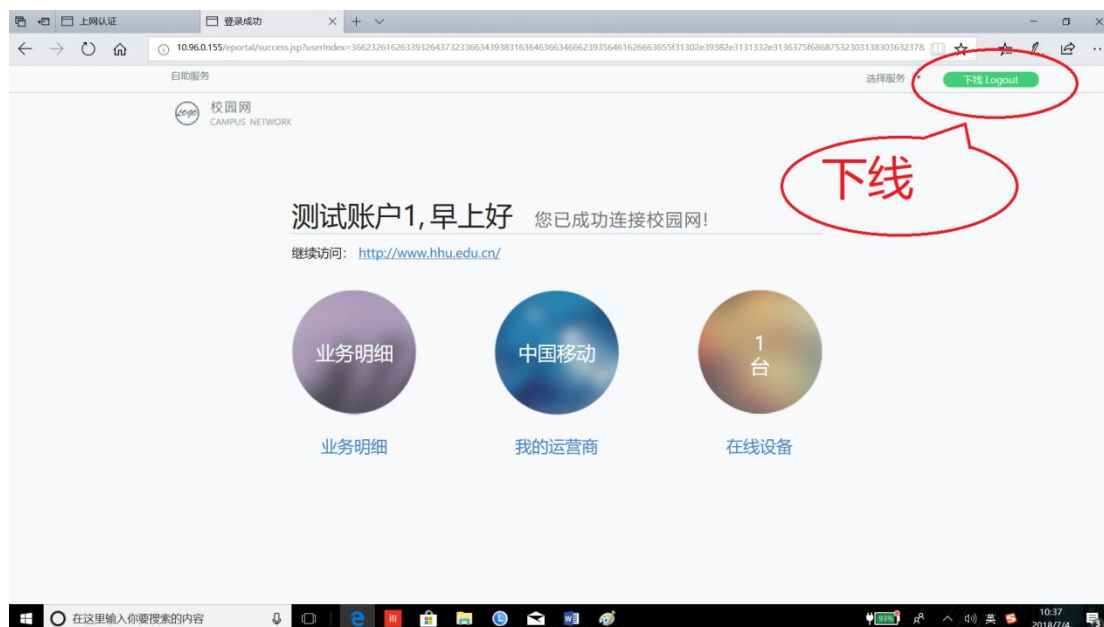 上网认证
登录成功
10.96.0.155/eportal/success.jsp?userIndex=
自助服务
选择服务
下线 Logout
Logo
校园网
CAMPUS NETWORK
下线
测试账户1,早上好 您已成功连接校园网!
继续访问: http://www.hhu.edu.cn/
业务明细
中国移动
1
台
业务明细
我的运营商
在线设备
在这里输入你要搜索的内容
93%
英
10:37
2018/7/4